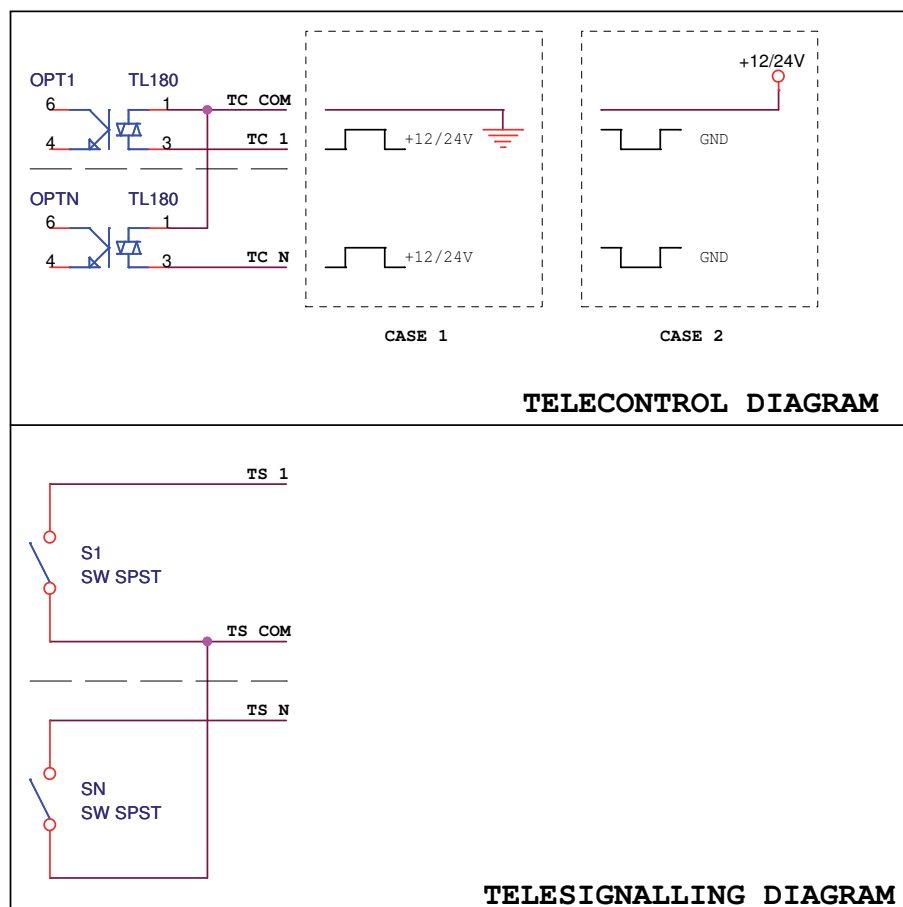 +12/24V
OPT1 TL180
6 1 TC COM
4 3 TC 1 +12/24V GND
OPTN TL180
6 1
4 3 TC N +12/24V GND
CASE 1 CASE 2
TELECONTROL DIAGRAM
TS 1
S1
SW SPST
TS COM
TS N
SN
SW SPST
TELESIGNALLING DIAGRAM